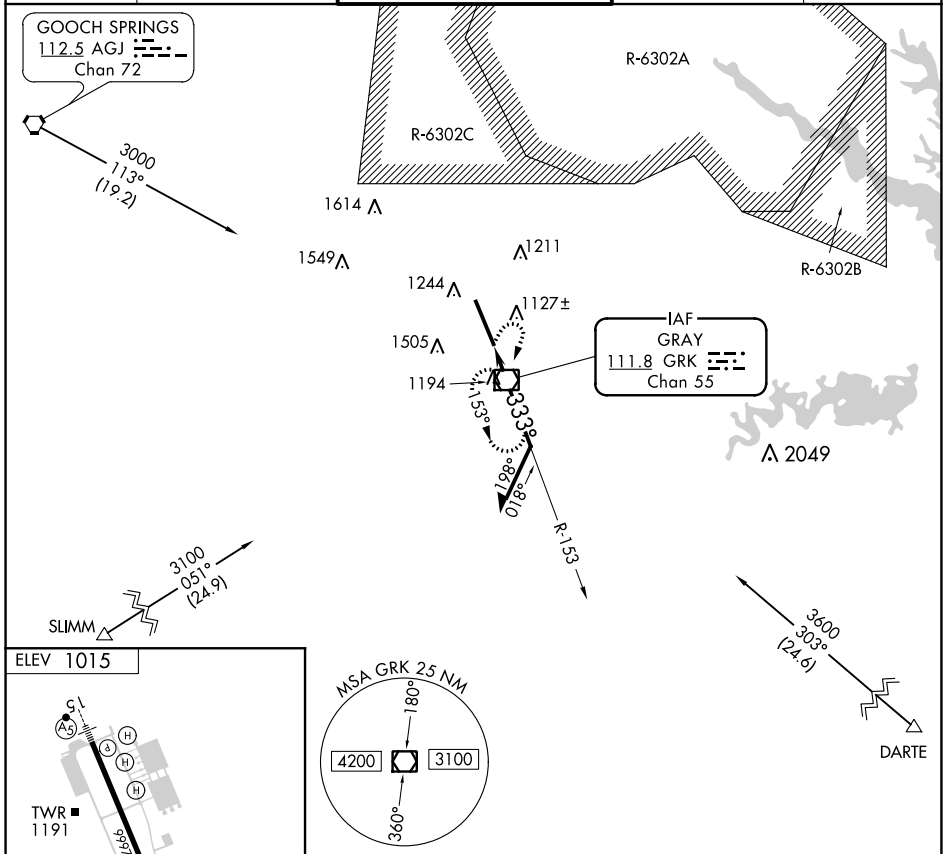 GOOCH SPRINGS
112.5 AGJ
Chan 72
3000
113°
(19.2)
R-6302A
R-6302C
R-6302B
1614
1549
1211
1244
1127±
1505
1194
IAF
GRAY
111.8 GRK
Chan 55
333°
153°
198°
018°
R-153
2049
3100
051°
(24.9)
SLIMM
3600
303°
(24.6)
DARTE
ELEV 1015
15
A5
H
P
H
H
TWR
1191
MSA GRK 25 NM
180°
4200
3100
360°